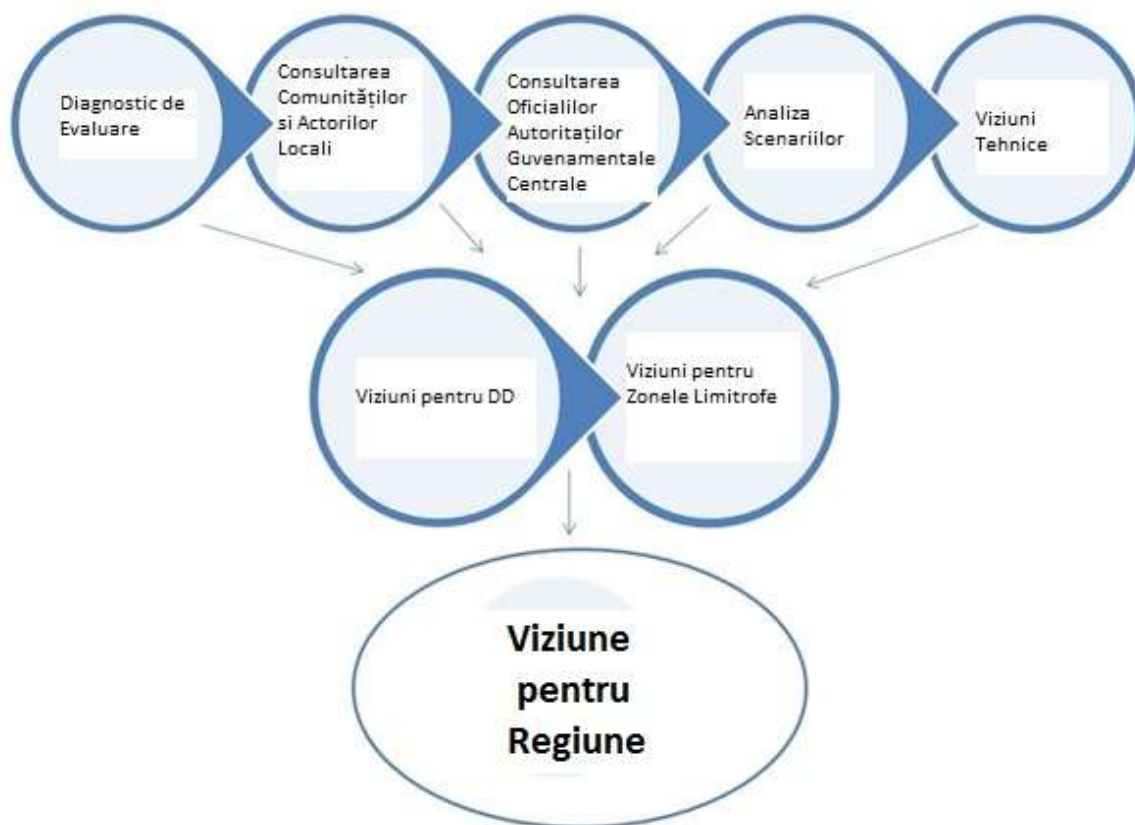 Diagnostic de
Evaluare
Consultarea
Comunităților
si Actorilor
Locali
Consultarea
Oficialilor
Autoritaților
Guvenamentale
Centrale
Analiza
Scenariilor
Viziuni
Tehnice
Viziuni pentru DD
Viziuni pentru
Zonele Limitrofe
Viziune
pentru
Regiune